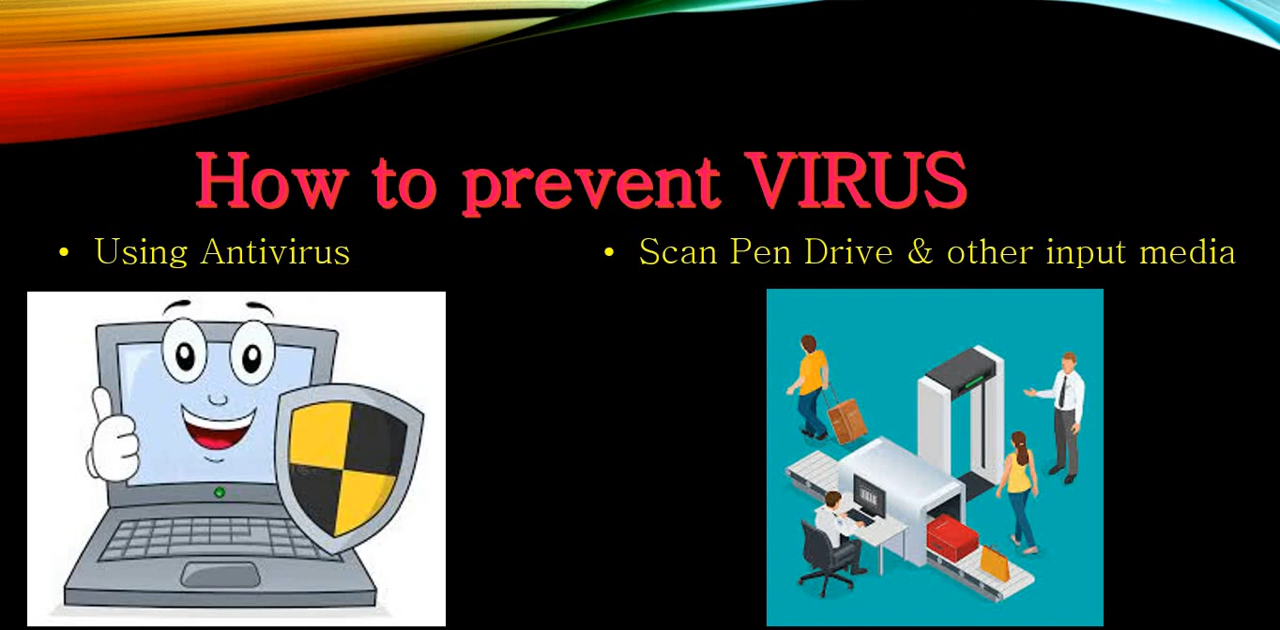 How to prevent VIRUS
• Using Antivirus
• Scan Pen Drive & other input media